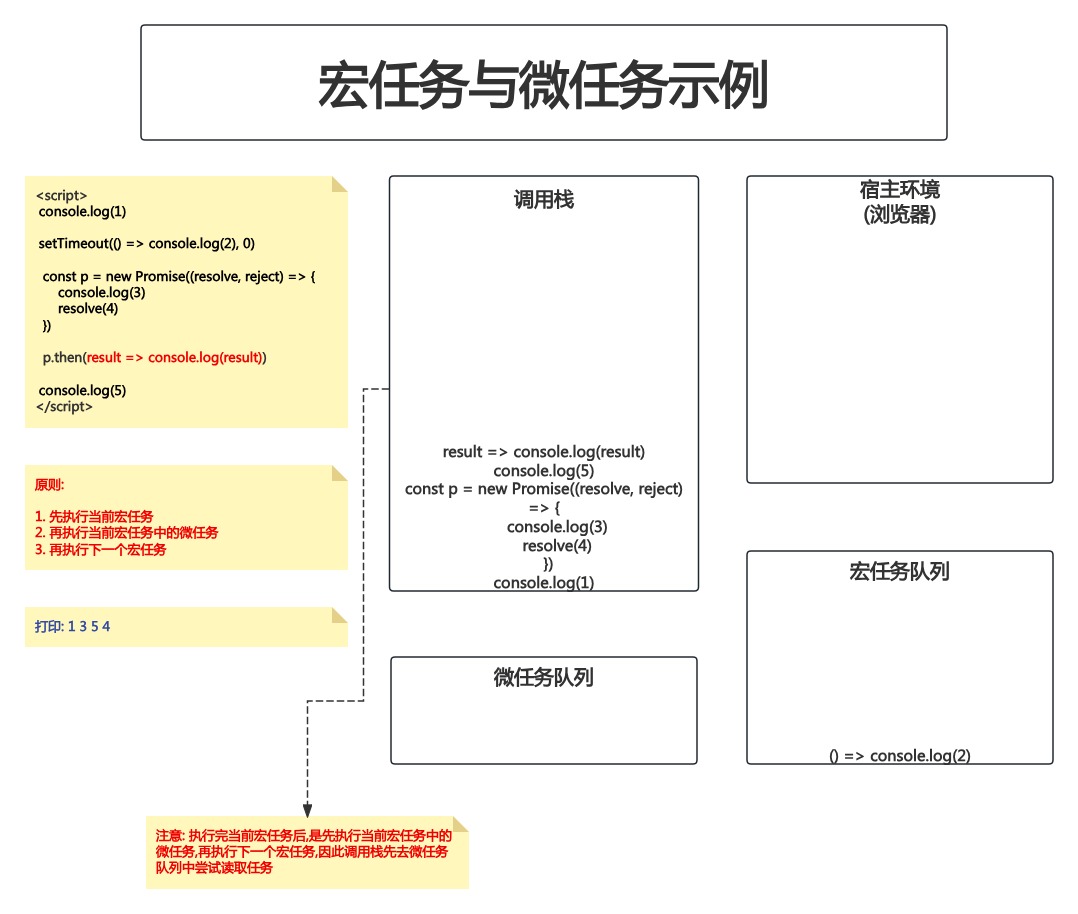 宏任务与微任务示例
<script>
console.log(1)
setTimeout(() => console.log(2), 0)
const p = new Promise((resolve, reject) => {
console.log(3)
resolve(4)
})
p.then(result => console.log(result))
console.log(5)
</script>
原则:
1. 先执行当前宏任务
2. 再执行当前宏任务中的微任务
3. 再执行下一个宏任务
打印: 1 3 5 4
调用栈
result => console.log(result)
console.log(5)
const p = new Promise((resolve, reject)
=> {
console.log(3)
resolve(4)
})
console.log(1)
微任务队列
宿主环境
(浏览器)
宏任务队列
() => console.log(2)
注意: 执行完当前宏任务后,是先执行当前宏任务中的
微任务,再执行下一个宏任务,因此调用栈先去微任务
队列中尝试读取任务